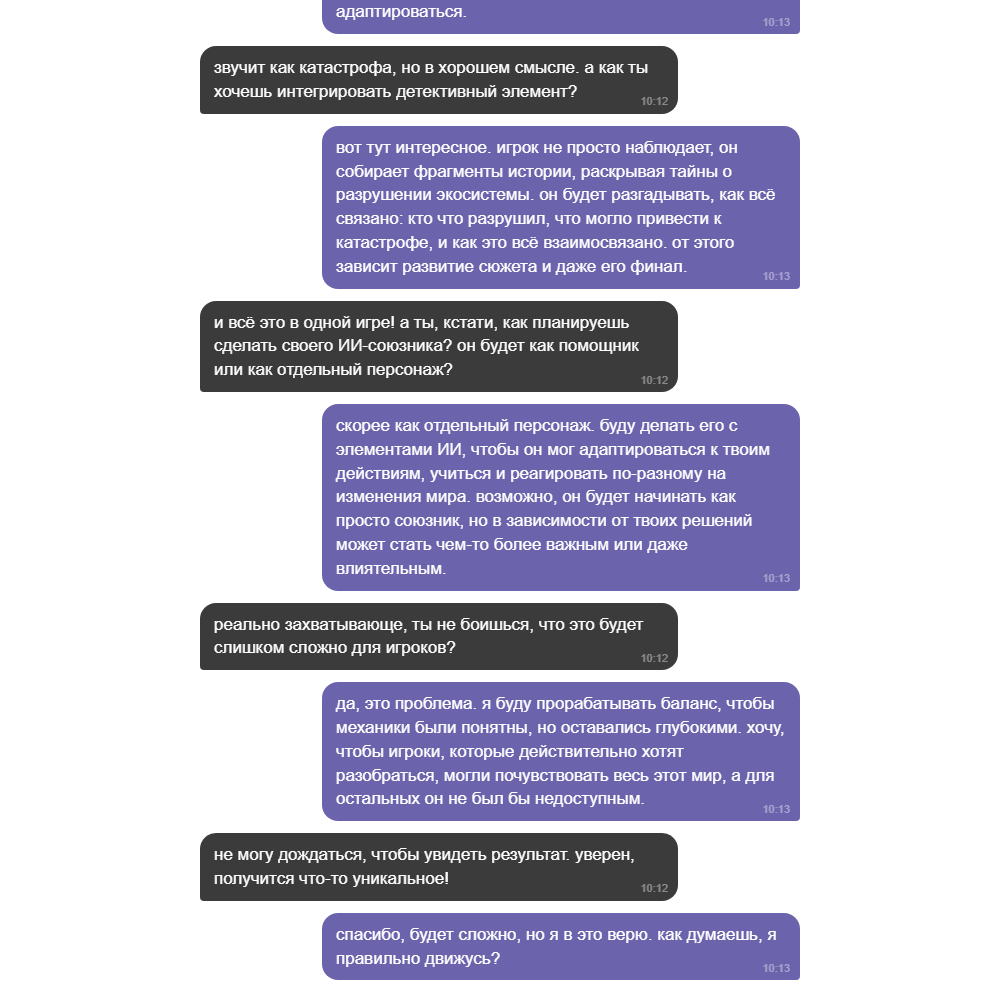 адаптироваться.
10:13
звучит как катастрофа, но в хорошем смысле. а как ты
хочешь интегрировать детективный элемент?
10:12
вот тут интересное. игрок не просто наблюдает, он
собирает фрагменты истории, раскрывая тайны о
разрушении экосистемы. он будет разгадывать, как всё
связано: кто что разрушил, что могло привести к
катастрофе, и как это всё взаимосвязано. от этого
зависит развитие сюжета и даже его финал.
10:13
и всё это в одной игре! а ты, кстати, как планируешь
сделать своего ИИ-союзника? он будет как помощник
или как отдельный персонаж?
10:12
скорее как отдельный персонаж. буду делать его с
элементами ИИ, чтобы он мог адаптироваться к твоим
действиям, учиться и реагировать по-разному на
изменения мира. возможно, он будет начинать как
просто союзник, но в зависимости от твоих решений
может стать чем-то более важным или даже
влиятельным.
10:13
реально захватывающе, ты не боишься, что это будет
слишком сложно для игроков?
10:12
да, это проблема. я буду прорабатывать баланс, чтобы
механики были понятны, но оставались глубокими. хочу,
чтобы игроки, которые действительно хотят
разобраться, могли почувствовать весь этот мир, а для
остальных он не был бы недоступным.
10:13
не могу дождаться, чтобы увидеть результат. уверен,
получится что-то уникальное!
10:12
спасибо, будет сложно, но я в это верю. как думаешь, я
правильно движусь?
10:13